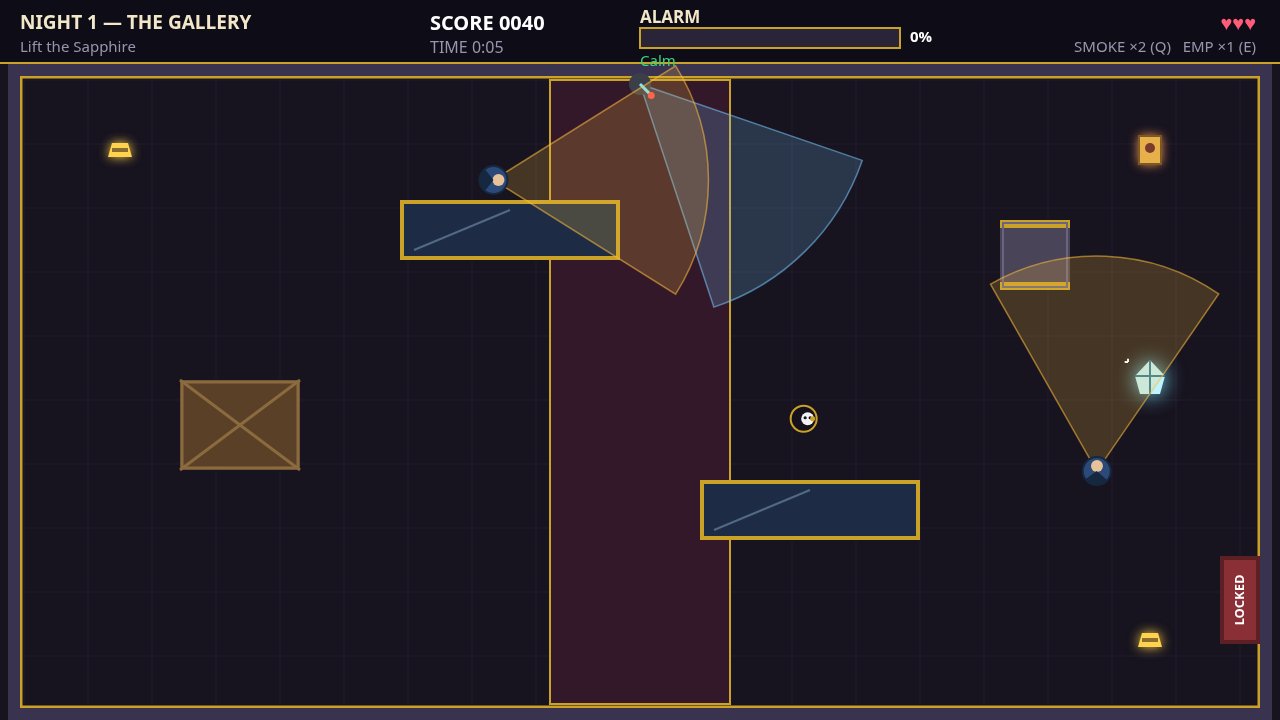 NIGHT 1 — THE GALLERY
Lift the Sapphire
SCORE 0040
TIME 0:05
ALARM
0%
Calm
♥♥♥
SMOKE ×2 (Q) EMP ×1 (E)
LOCKED